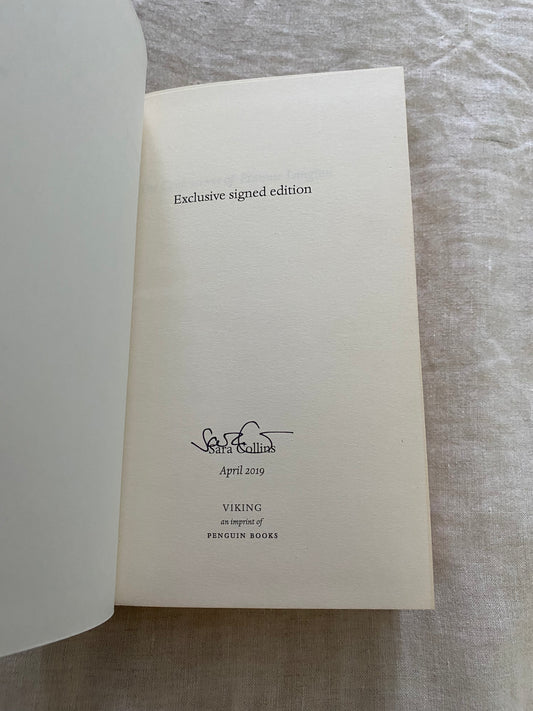 Exclusive signed edition
Sara Collins
April 2019
VIKING
an imprint of
PENGUIN BOOKS